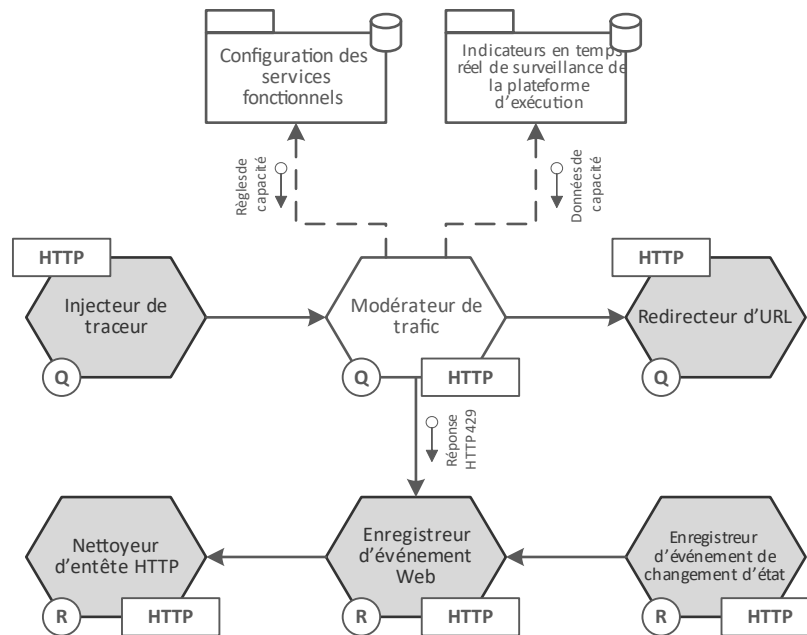 Configuration des
services
fonctionnels
Indicateurs en temps
réel de surveillance de
la plateforme
d'exécution
Règles de
capacité
Données de
capacité
HTTP
Injecteur de
traceur
Q
Modérateur de
trafic
Q
HTTP
HTTP
Redirecteur d'URL
Q
Réponse
HTTP 429
Nettoyeur
d'entête HTTP
R
HTTP
Enregistreur
d'événement
Web
R
HTTP
Enregistreur
d'événement de
changement d'état
R
HTTP